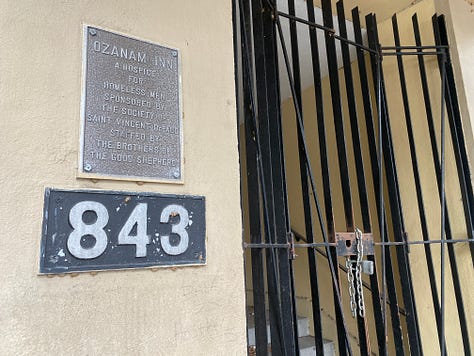 OZANAM INN
A HOSPICE
FOR
HOMELESS MEN
SPONSORED BY
THE SOCIETY OF
SAINT VINCENT DE PAUL
STAFFED BY
THE BROTHERS OF
THE GOOD SHEPHERD
843